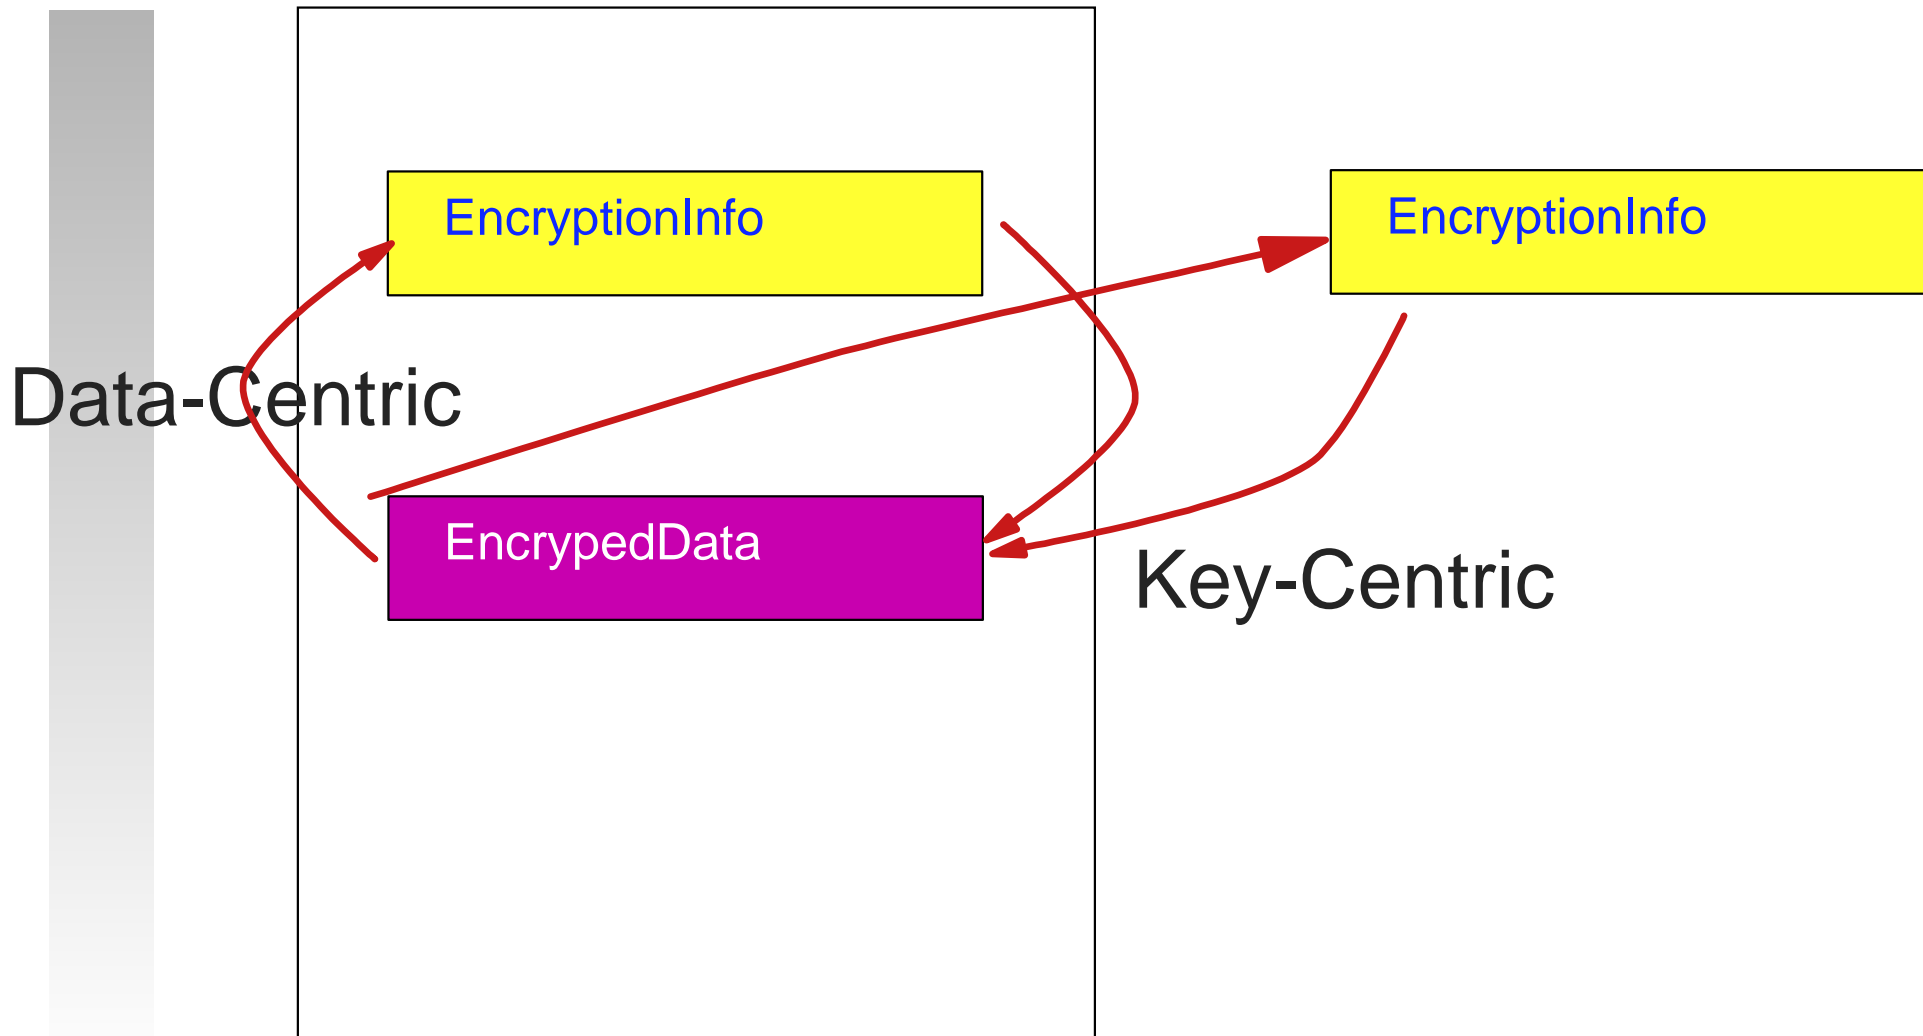 EncryptionInfo
EncryptionInfo
Data-Centric
EncrypedData
Key-Centric